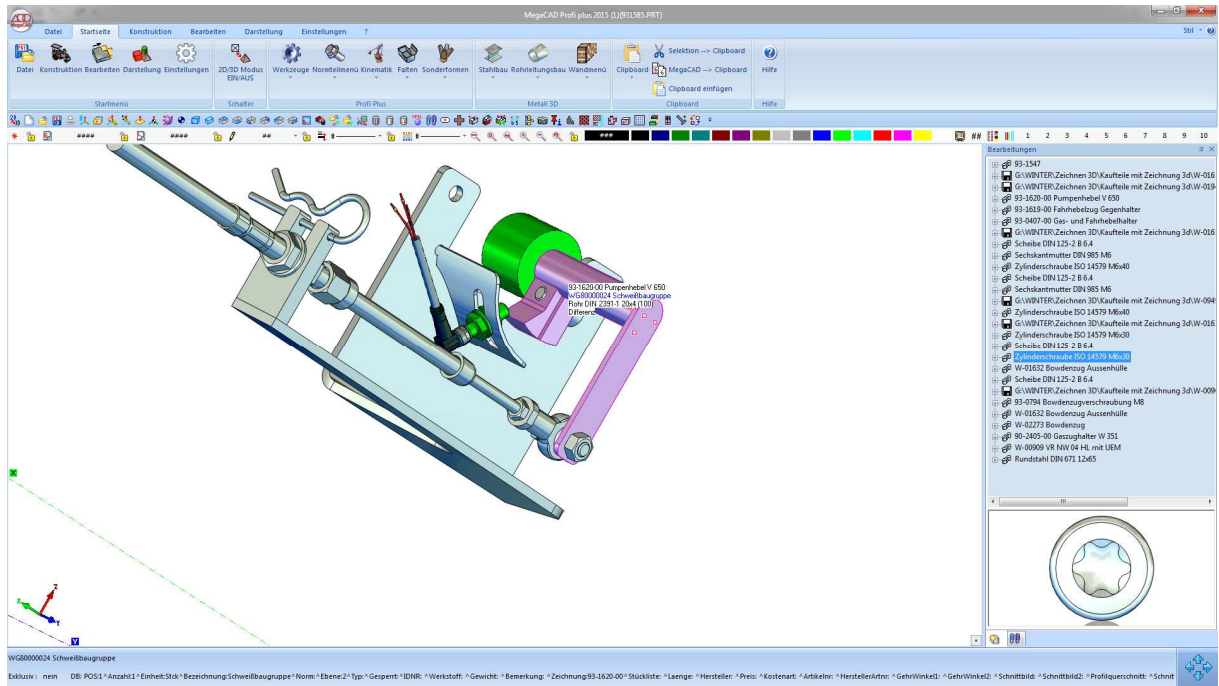 MegaCAD Profi plus 2015 (1)(931585.PRT)
MegaCAD
Datei Startseite Konstruktion Bearbeiten Darstellung Einstellungen ?
Stil
Datei Konstruktion Bearbeiten Darstellung Einstellungen
2D/3D Modus EIN/AUS
Werkzeuge Normteilmenü Kinematik Falten Sonderformen
Stahlbau Rohrleitungsbau Wandmenü
Clipboard
Selektion --> Clipboard
MegaCAD --> Clipboard
Clipboard einfügen
Hilfe
Startmenü Schalter Profi Plus Metall 3D Clipboard Hilfe
#### #### ## ### ## 1 2 3 4 5 6 7 8 9 10
Bearbeitungen
93-1547
G:\WINTER\Zeichnen 3D\Kaufteile mit Zeichnung 3d\W-016
G:\WINTER\Zeichnen 3D\Kaufteile mit Zeichnung 3d\W-019
93-1620-00 Pumpenhebel V 650
93-1619-00 Fahrhebelzug Gegenhalter
93-0407-00 Gas- und Fahrhebelhalter
G:\WINTER\Zeichnen 3D\Kaufteile mit Zeichnung 3d\W-016
Scheibe DIN 125-2 B 6.4
Sechskantmutter DIN 985 M6
Zylinderschraube ISO 14579 M6x40
Scheibe DIN 125-2 B 6.4
Sechskantmutter DIN 985 M6
G:\WINTER\Zeichnen 3D\Kaufteile mit Zeichnung 3d\W-094
Zylinderschraube ISO 14579 M6x40
G:\WINTER\Zeichnen 3D\Kaufteile mit Zeichnung 3d\W-016
Zylinderschraube ISO 14579 M6x30
Scheibe DIN 125-2 B 6.4
Zylinderschraube ISO 14579 M6x30
W-01632 Bowdenzug Aussenhülle
Scheibe DIN 125-2 B 6.4
G:\WINTER\Zeichnen 3D\Kaufteile mit Zeichnung 3d\W-009
93-0794 Bowdenzugverschraubung M8
W-01632 Bowdenzug Aussenhülle
W-02273 Bowdenzug
90-2405-00 Gaszughalter W 351
W-00909 VR NW 04 HL mit UEM
Rundstahl DIN 671 12x65
93-1620-00 Pumpenhebel V 650
WG80000024 Schweißbaugruppe
Rohr DIN 2391-1 20x4 (100)
Differenz
X
Z
X
Y
Y
WG80000024 Schweißbaugruppe
Exklusiv: nein DB: POS:1^Anzahl:1^Einheit:Stck^Bezeichnung:Schweißbaugruppe^Norm:^Ebene:2^Typ:^Gesperrt:^IDNR: ^Werkstoff: ^Gewicht: ^Bemerkung: ^Zeichnung:93-1620-00^Stückliste: ^Laenge: ^Hersteller: ^Preis: ^Kostenart: ^Artikelnr: ^HerstellerArtnr: ^GehrWinkel1: ^GehrWinkel2: ^Schnittbild: ^Schnittbild2: ^Profilquerschnitt: ^Schnit